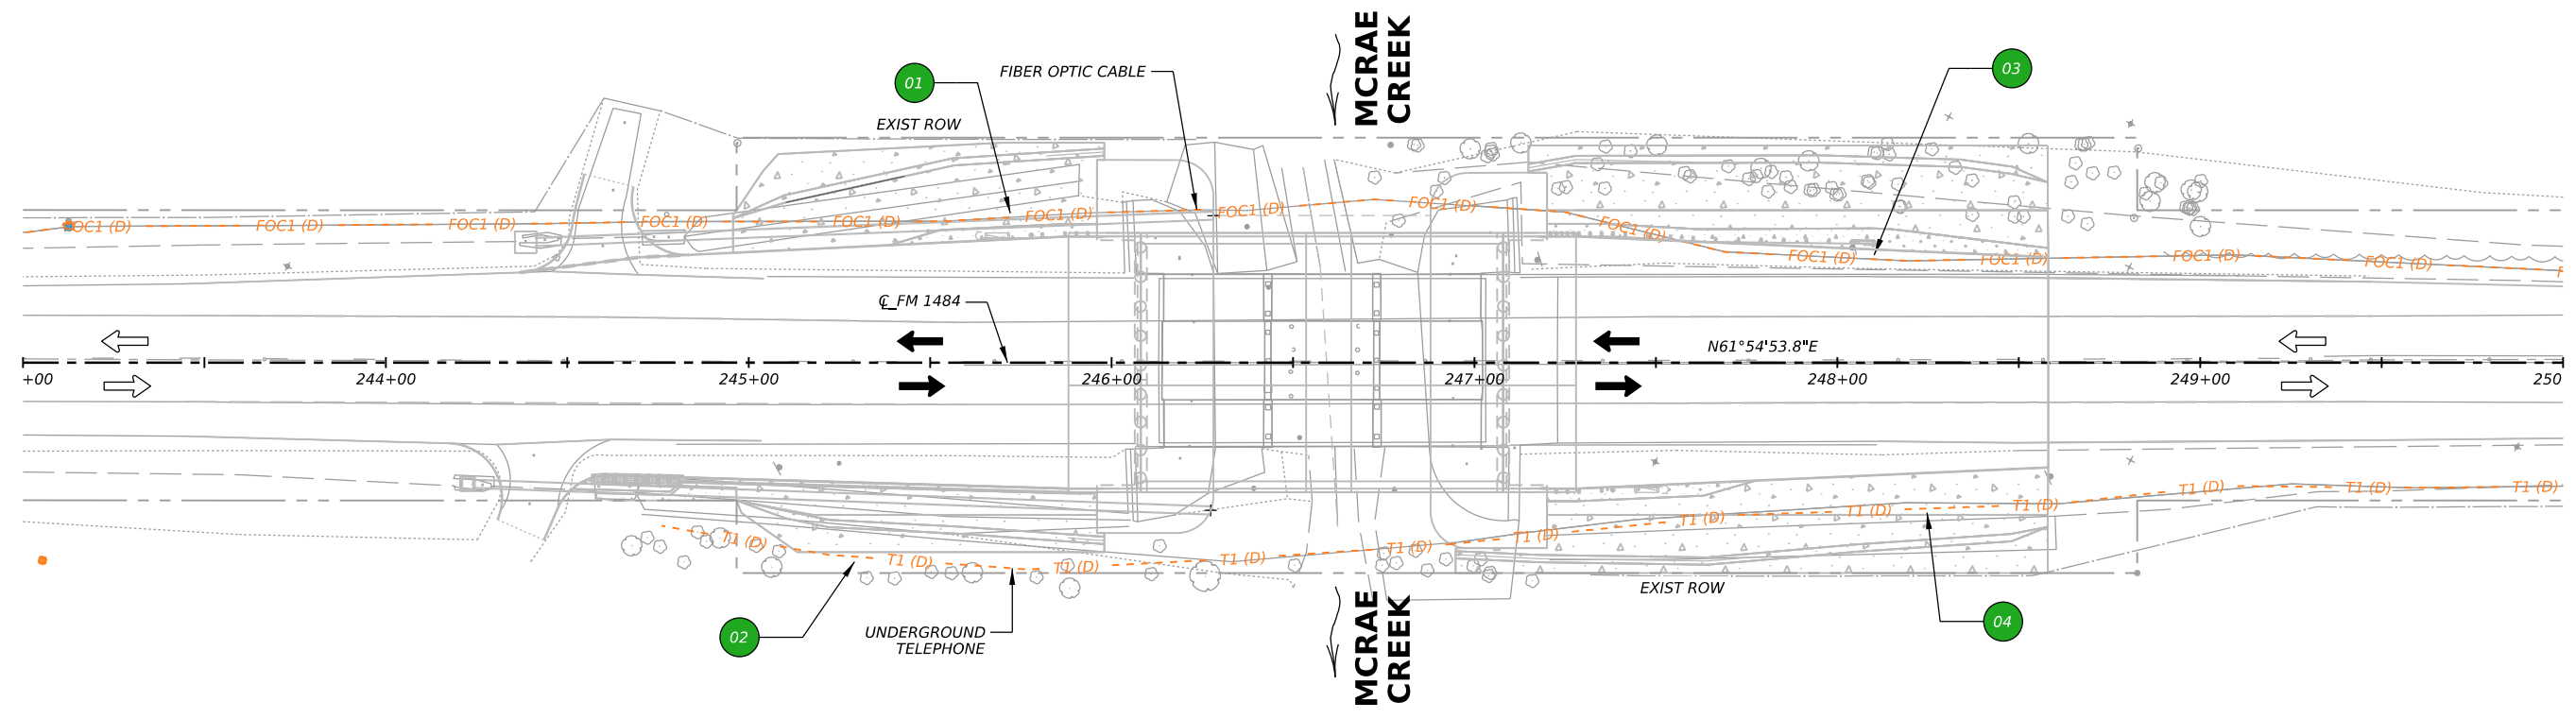 MCRAE
CREEK
01
FIBER OPTIC CABLE
03
EXIST ROW
FOC1 (D)
FOC1 (D)
FOC1 (D)
FOC1 (D)
FOC1 (D)
FOC1 (D)
FOC1 (D)
FOC1 (D)
FOC1 (D)
FOC1 (D)
FOC1 (D)
FOC1 (D)
FOC1 (D)
F
℄ FM 1484
N61°54'53.8"E
+00
244+00
245+00
246+00
247+00
248+00
249+00
250
T1 (D)
T1 (D)
T1 (D)
T1 (D)
T1 (D)
T1 (D)
T1 (D)
T1 (D)
T1 (D)
T1 (D)
T1 (D)
T1 (D)
EXIST ROW
02
UNDERGROUND
TELEPHONE
04
MCRAE
CREEK